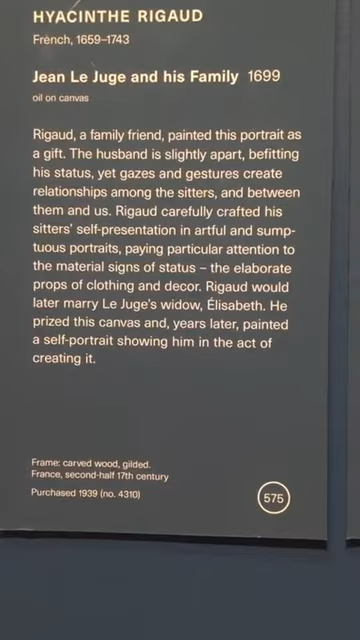 HYACINTHE RIGAUD
French, 1659–1743
Jean Le Juge and his Family 1699
oil on canvas
Rigaud, a family friend, painted this portrait as
a gift. The husband is slightly apart, befitting
his status, yet gazes and gestures create
relationships among the sitters, and between
them and us. Rigaud carefully crafted his
sitters' self-presentation in artful and sump-
tuous portraits, paying particular attention to
the material signs of status – the elaborate
props of clothing and decor. Rigaud would
later marry Le Juge's widow, Élisabeth. He
prized this canvas and, years later, painted
a self-portrait showing him in the act of
creating it.
Frame: carved wood, gilded.
France, second-half 17th century
Purchased 1939 (no. 4310)
575